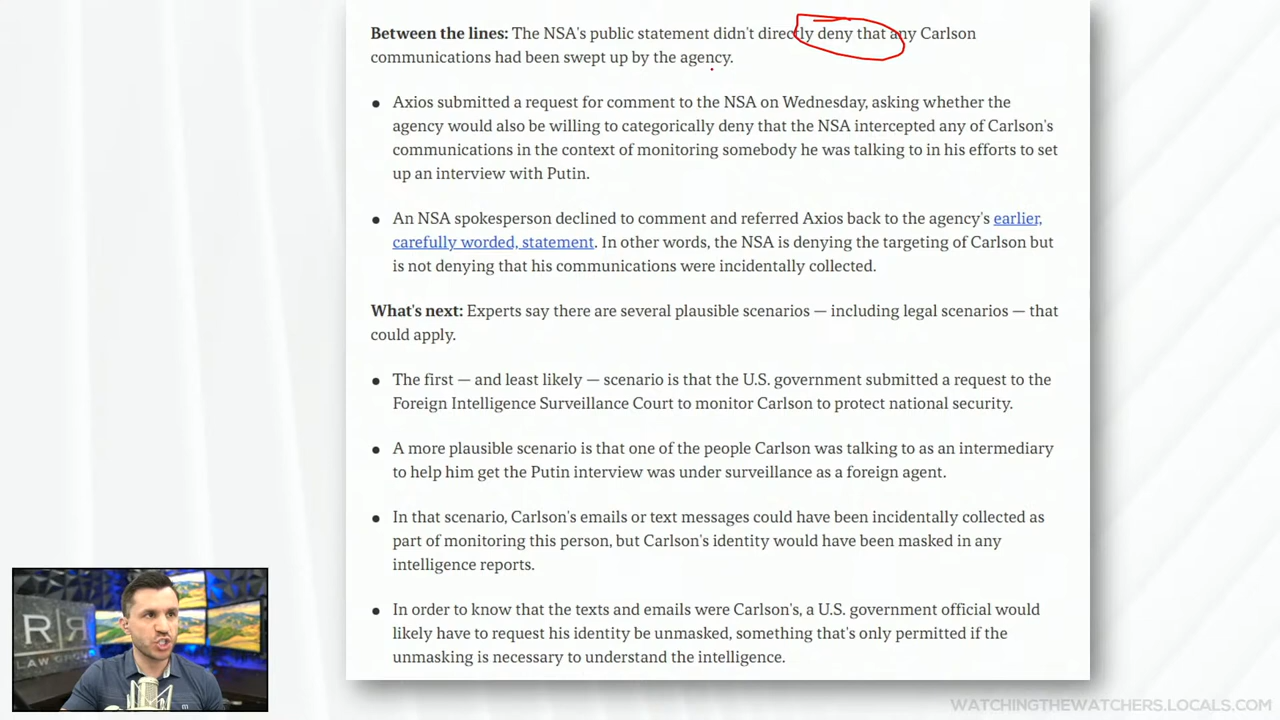 Between the lines: The NSA's public statement didn't directly deny that any Carlson
communications had been swept up by the agency.
• Axios submitted a request for comment to the NSA on Wednesday, asking whether the
agency would also be willing to categorically deny that the NSA intercepted any of Carlson's
communications in the context of monitoring somebody he was talking to in his efforts to set
up an interview with Putin.
• An NSA spokesperson declined to comment and referred Axios back to the agency's earlier,
carefully worded, statement. In other words, the NSA is denying the targeting of Carlson but
is not denying that his communications were incidentally collected.
What's next: Experts say there are several plausible scenarios — including legal scenarios — that
could apply.
• The first — and least likely — scenario is that the U.S. government submitted a request to the
Foreign Intelligence Surveillance Court to monitor Carlson to protect national security.
• A more plausible scenario is that one of the people Carlson was talking to as an intermediary
to help him get the Putin interview was under surveillance as a foreign agent.
• In that scenario, Carlson's emails or text messages could have been incidentally collected as
part of monitoring this person, but Carlson's identity would have been masked in any
intelligence reports.
• In order to know that the texts and emails were Carlson's, a U.S. government official would
likely have to request his identity be unmasked, something that's only permitted if the
unmasking is necessary to understand the intelligence.
R R
LAW GROUP
WATCHINGTHEWATCHERS.LOCALS.COM